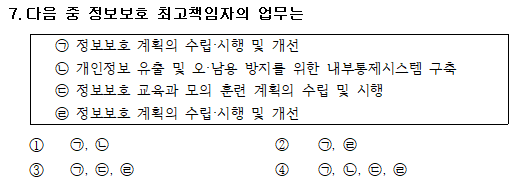 7. 다음 중 정보보호 최고책임자의 업무는
㉠ 정보보호 계획의 수립·시행 및 개선
㉡ 개인정보 유출 및 오·남용 방지를 위한 내부통제시스템 구축
㉢ 정보보호 교육과 모의 훈련 계획의 수립 및 시행
㉣ 정보보호 계획의 수립·시행 및 개선
① ㉠, ㉡ ② ㉠, ㉣
③ ㉠, ㉢, ㉣ ④ ㉠, ㉡, ㉢, ㉣